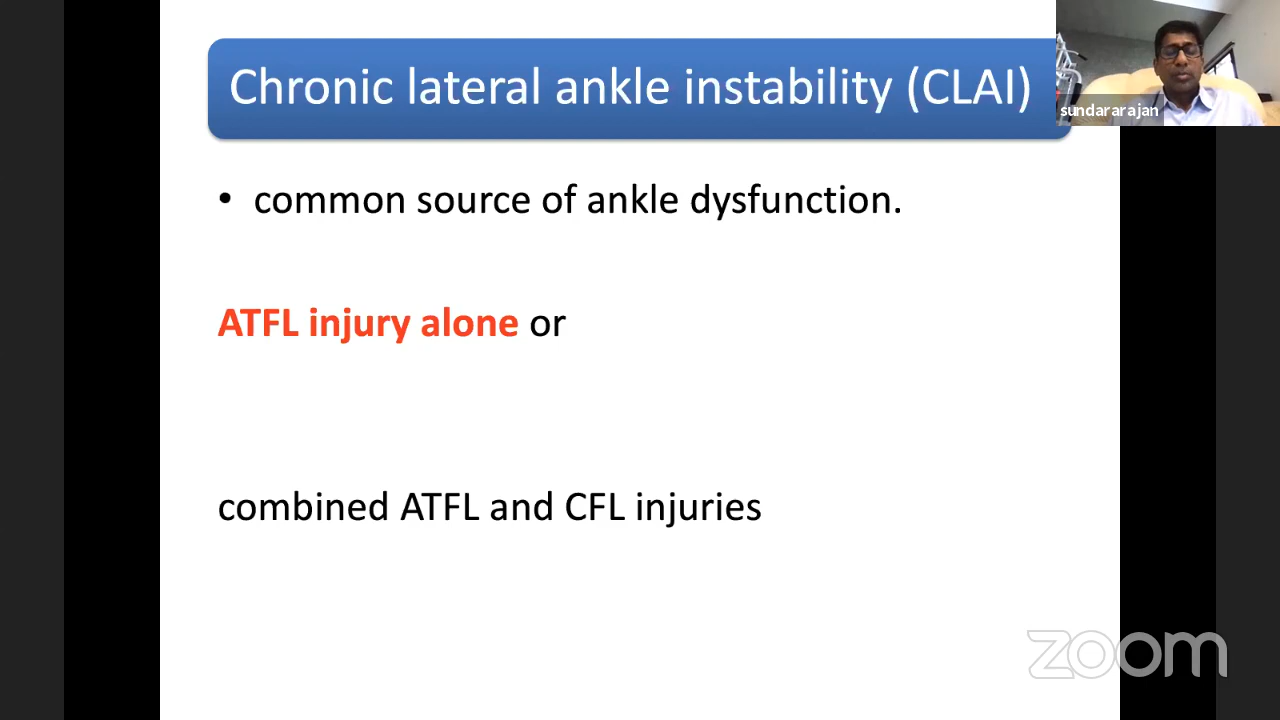 Chronic lateral ankle instability (CLAI)
sundararajan
• common source of ankle dysfunction.
ATFL injury alone or
combined ATFL and CFL injuries
zoom